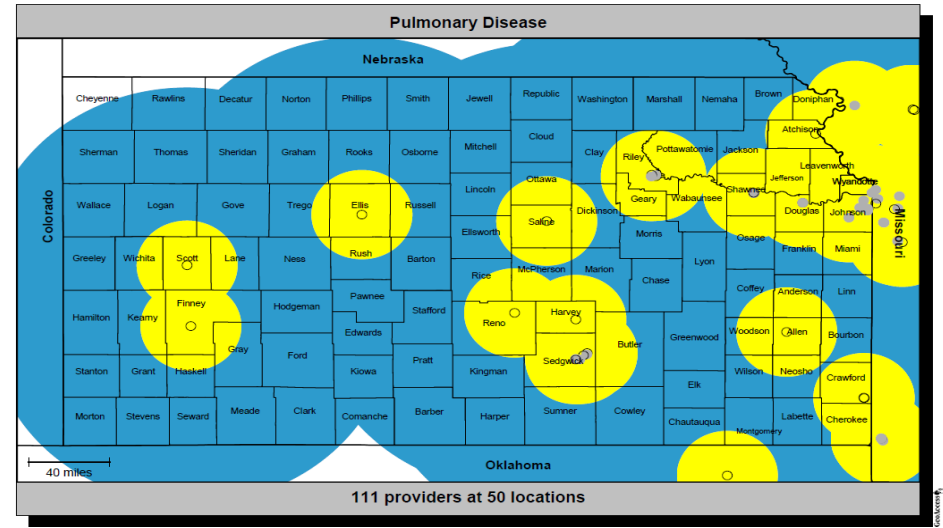 Pulmonary Disease
Nebraska
Cheyenne Rawlins Decatur Norton Phillips Smith Jewell Republic Washington Marshall Nemaha Brown Doniphan
Atchison
Sherman Thomas Sheridan Graham Rooks Osborne Mitchell Cloud Clay Riley Pottawatomie Jackson
Leavenworth
Jefferson Wyandotte
Wallace Logan Gove Trego Ellis Russell Lincoln Ottawa Geary Wabaunsee Shawnee
Saline Dickinson Douglas Johnson
Colorado
Missouri
Ellsworth Morris Osage
Greeley Wichita Scott Lane Ness Rush Barton Rice McPherson Marion Chase Lyon Franklin Miami
Coffey Anderson Linn
Hamilton Kearny Finney Hodgeman Pawnee Stafford Reno Harvey
Gray Ford Edwards Sedgwick Butler Greenwood Woodson Allen Bourbon
Stanton Grant Haskell Kiowa Pratt Kingman Wilson Neosho Crawford
Elk
Morton Stevens Seward Meade Clark Comanche Barber Harper Sumner Cowley Chautauqua Montgomery Labette Cherokee
Oklahoma
40 miles
111 providers at 50 locations